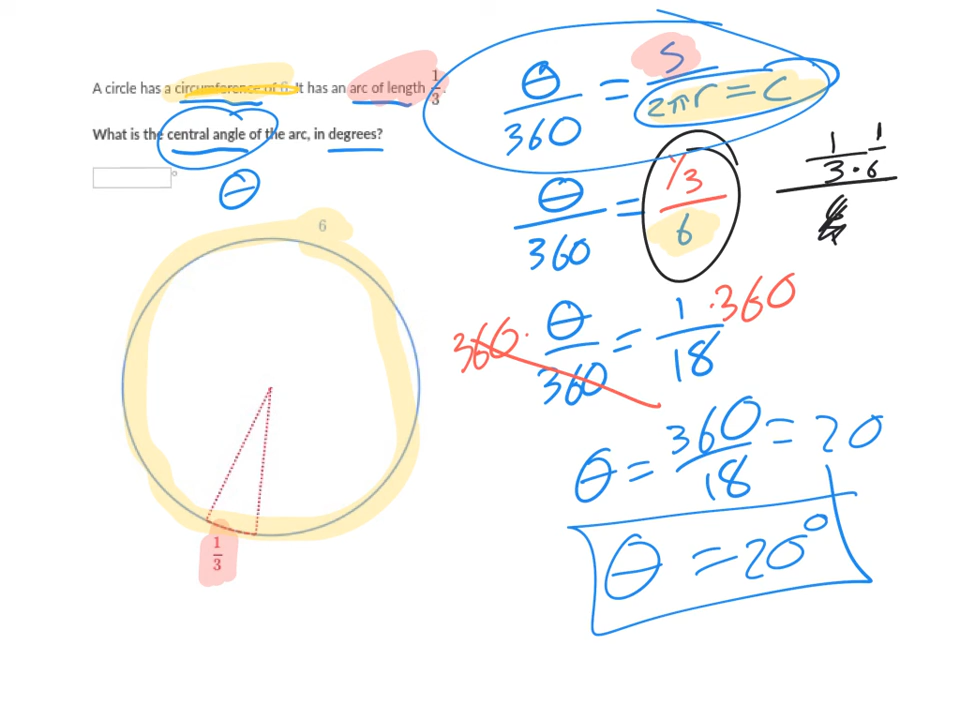 A circle has a circumference of 6. It has an arc of length 1/3.
What is the central angle of the arc, in degrees?
°
θ
6
1/3
θ/360 = s/2πr = c
θ/360 = 1/3/6
1/3 · 1/6
360 · θ/360 = 1/18 · 360
θ = 360/18 = 20
θ = 20°